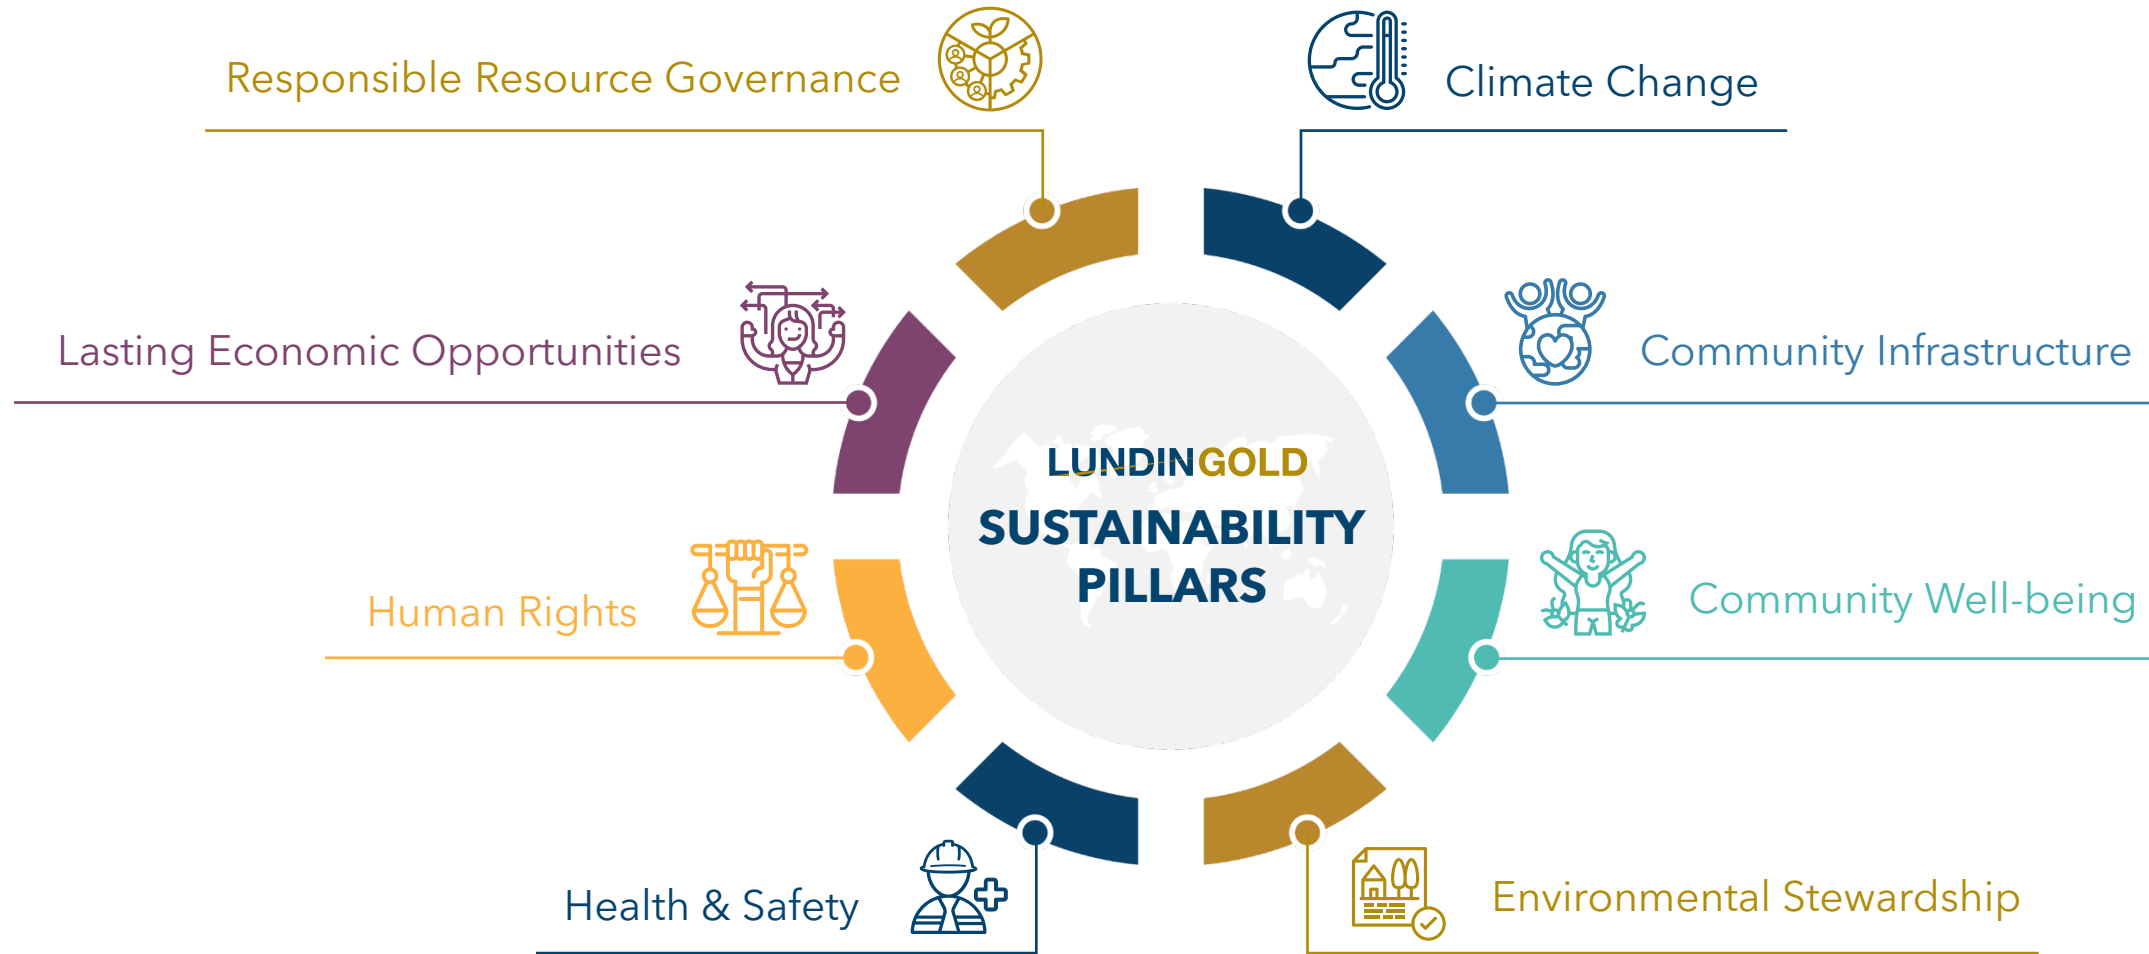 Responsible Resource Governance
Climate Change
Lasting Economic Opportunities
Community Infrastructure
LUNDINGOLD
SUSTAINABILITY
PILLARS
Human Rights
Community Well-being
Health & Safety
Environmental Stewardship